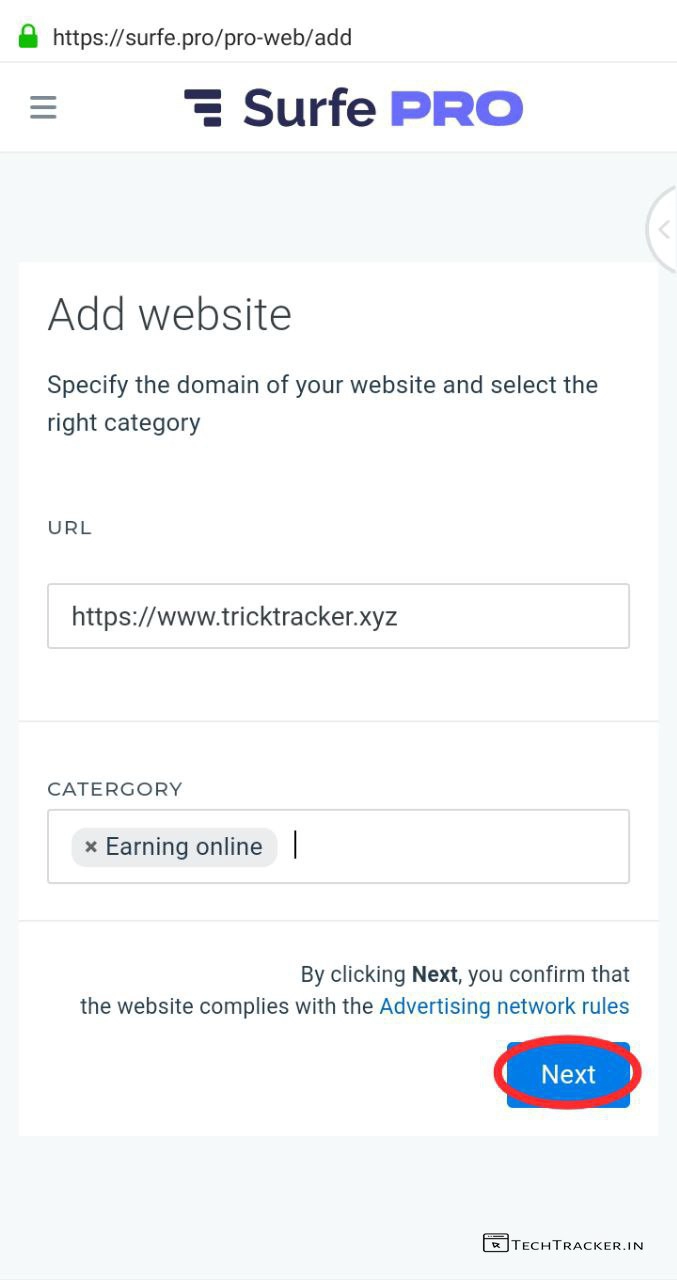 https://surfe.pro/pro-web/add
Surfe PRO
Add website
Specify the domain of your website and select the
right category
URL
https://www.tricktracker.xyz
CATERGORY
× Earning online
By clicking Next, you confirm that
the website complies with the Advertising network rules
Next
TECHTRACKER.IN